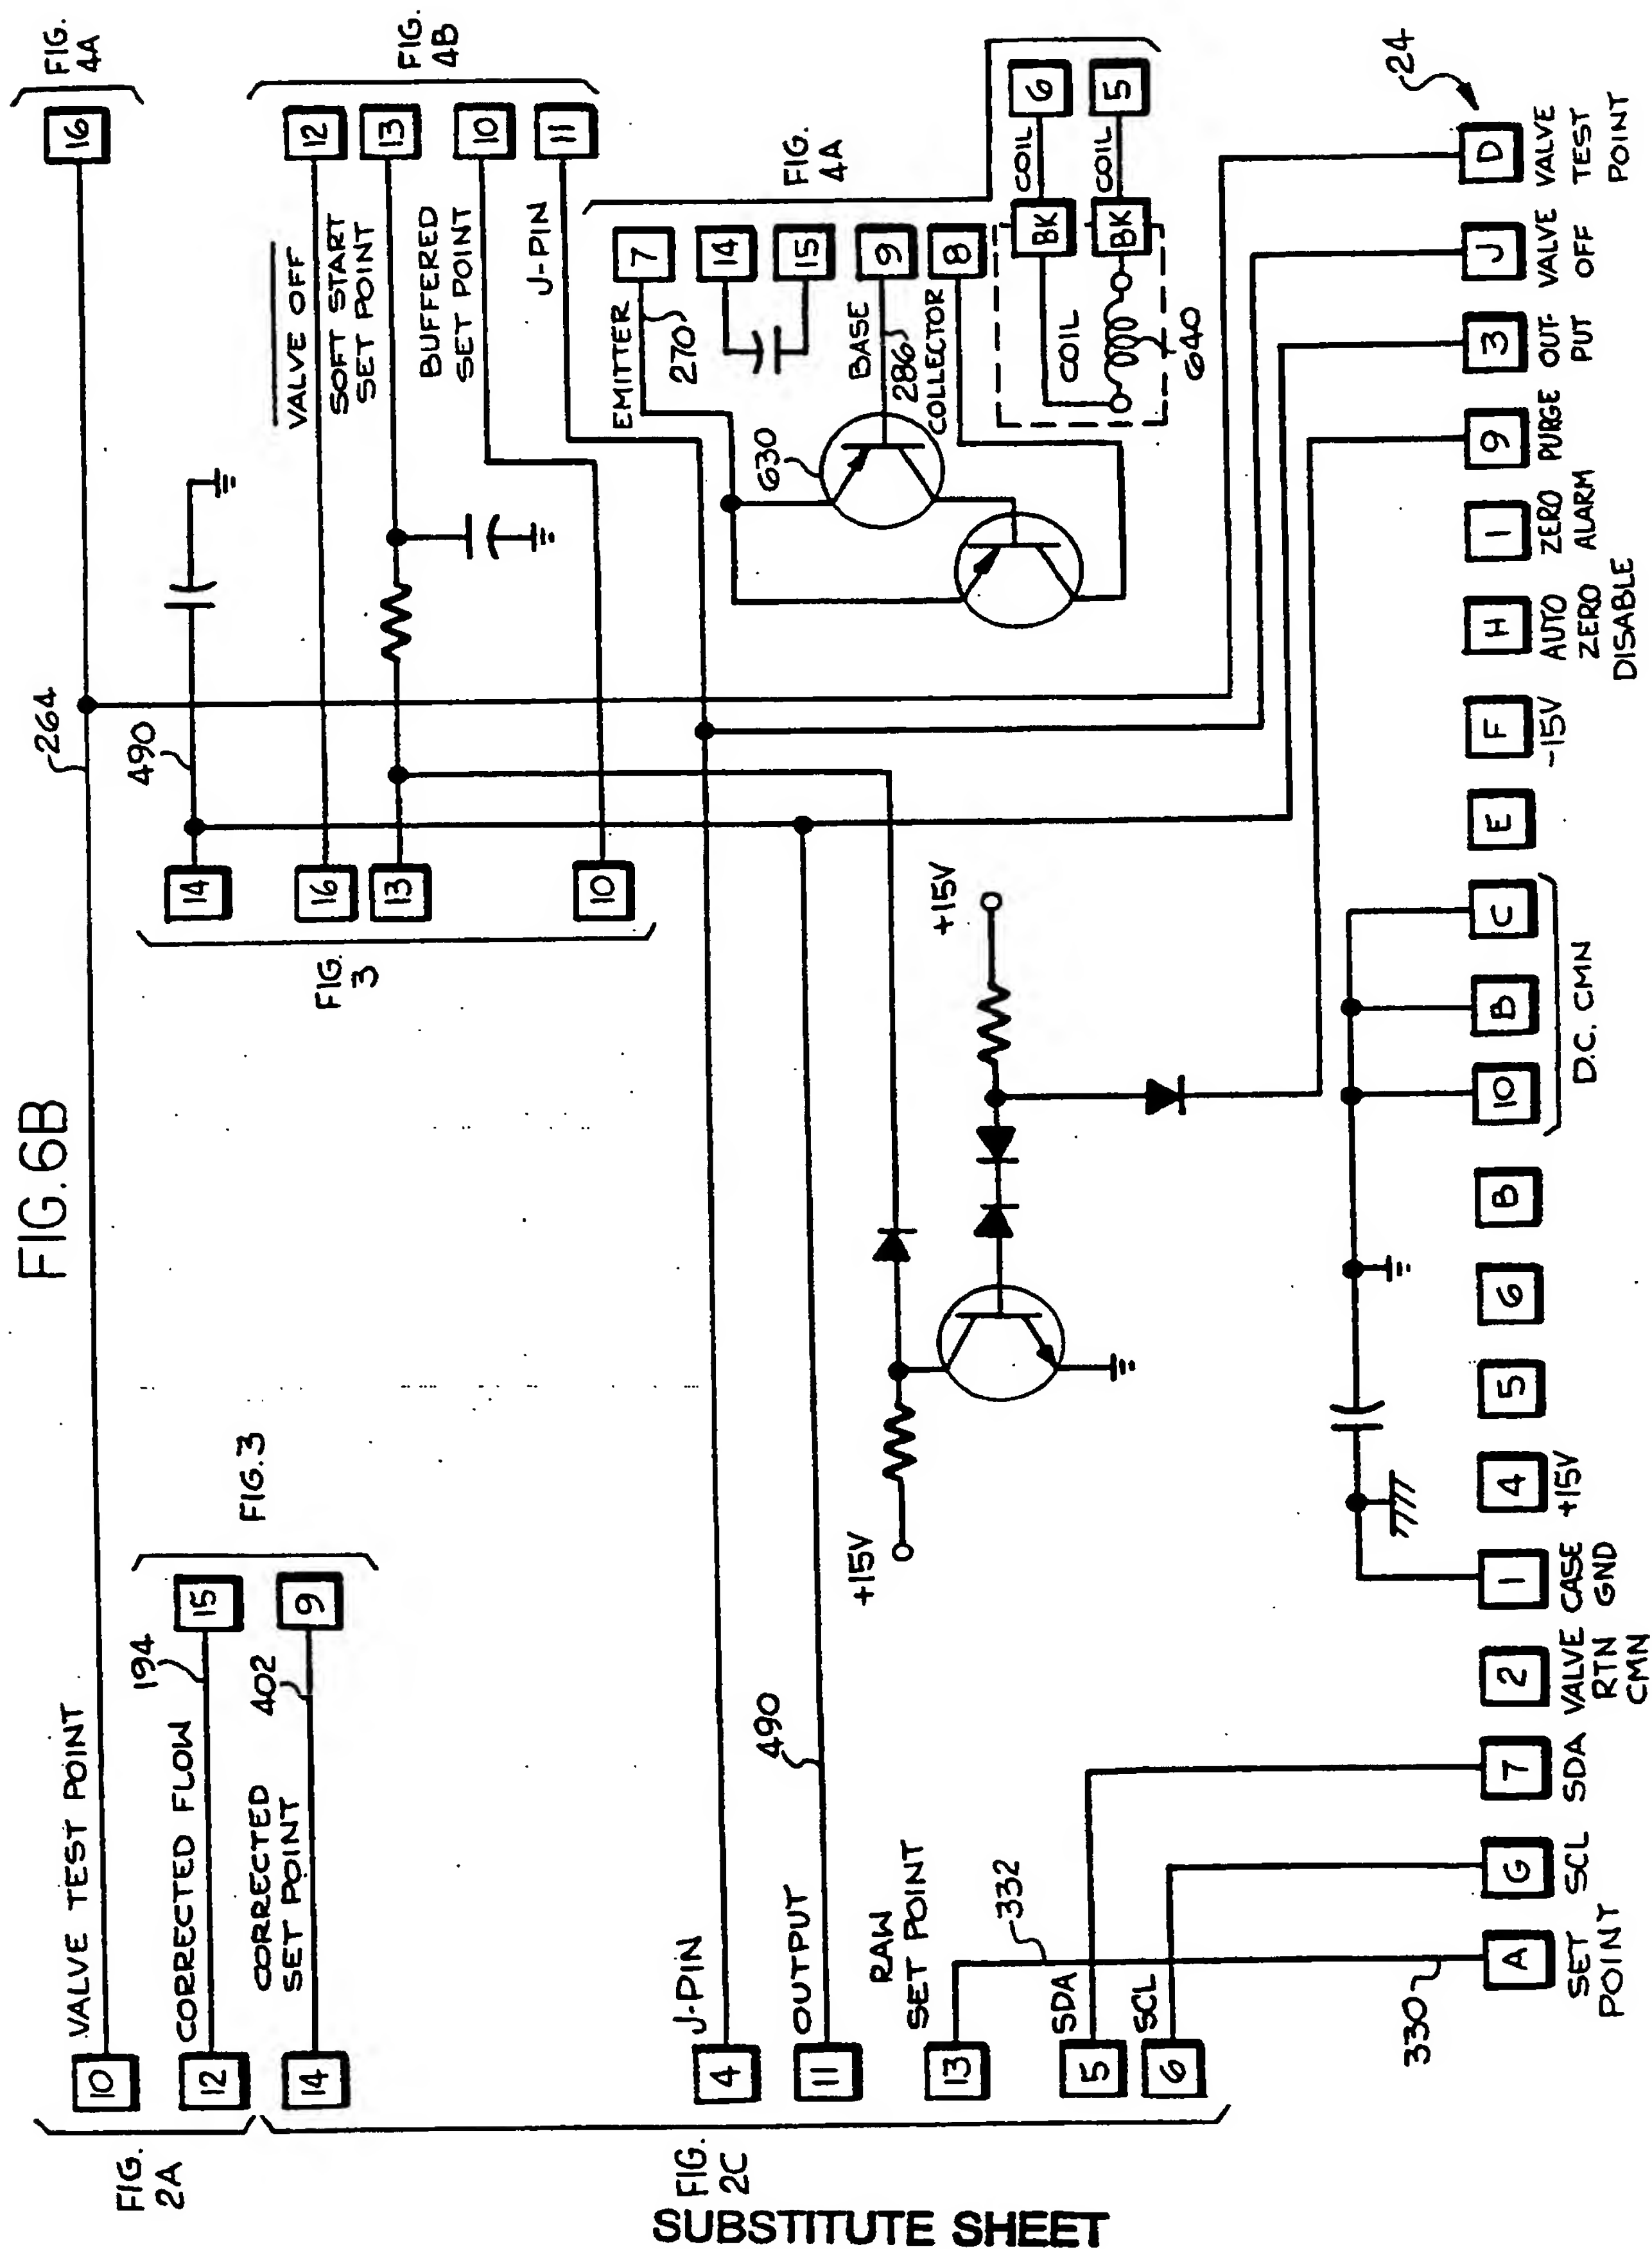 FIG. 6B
FIG.
2A
10
VALVE TEST POINT
264
16
FIG.
4A
12
CORRECTED FLOW
194
15
FIG. 3
14
CORRECTED
SET POINT
402
9
FIG.
3
14
490
16
VALVE OFF
12
FIG.
4B
13
SOFT START
SET POINT
13
10
BUFFERED
SET POINT
10
J-PIN
11
FIG.
2C
4
J-PIN
11
OUTPUT
490
13
RAW
SET POINT
332
5
SDA
6
SCL
330
+15V
+15V
EMITTER
7
270
14
15
FIG.
4A
630
BASE
9
286
COLLECTOR
8
COIL
BK
COIL
6
BK
COIL
5
640
24
A
SET
POINT
G
SCL
7
SDA
2
VALVE
RTN
CMN
1
CASE
GND
4
+15V
5
6
B
10
B
C
D.C. CMN
E
F
-15V
H
AUTO
ZERO
DISABLE
1
ZERO
ALARM
9
PURGE
3
OUT-
PUT
J
VALVE
OFF
D
VALVE
TEST
POINT
SUBSTITUTE SHEET